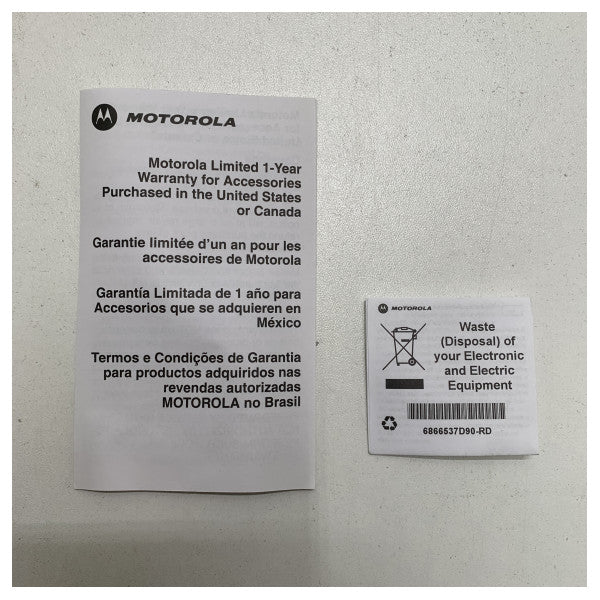 MOTOROLA
Motorola Limited 1-Year
Warranty for Accessories
Purchased in the United States
or Canada
Garantie limitée d'un an pour les
accessoires de Motorola
Garantía Limitada de 1 año para
Accesorios que se adquieren en
México
Termos e Condições de Garantia
para productos adquiridos nas
revendas autorizadas
MOTOROLA no Brasil
MOTOROLA
Waste
(Disposal) of
your Electronic
and Electric
Equipment
6866537D90-RD